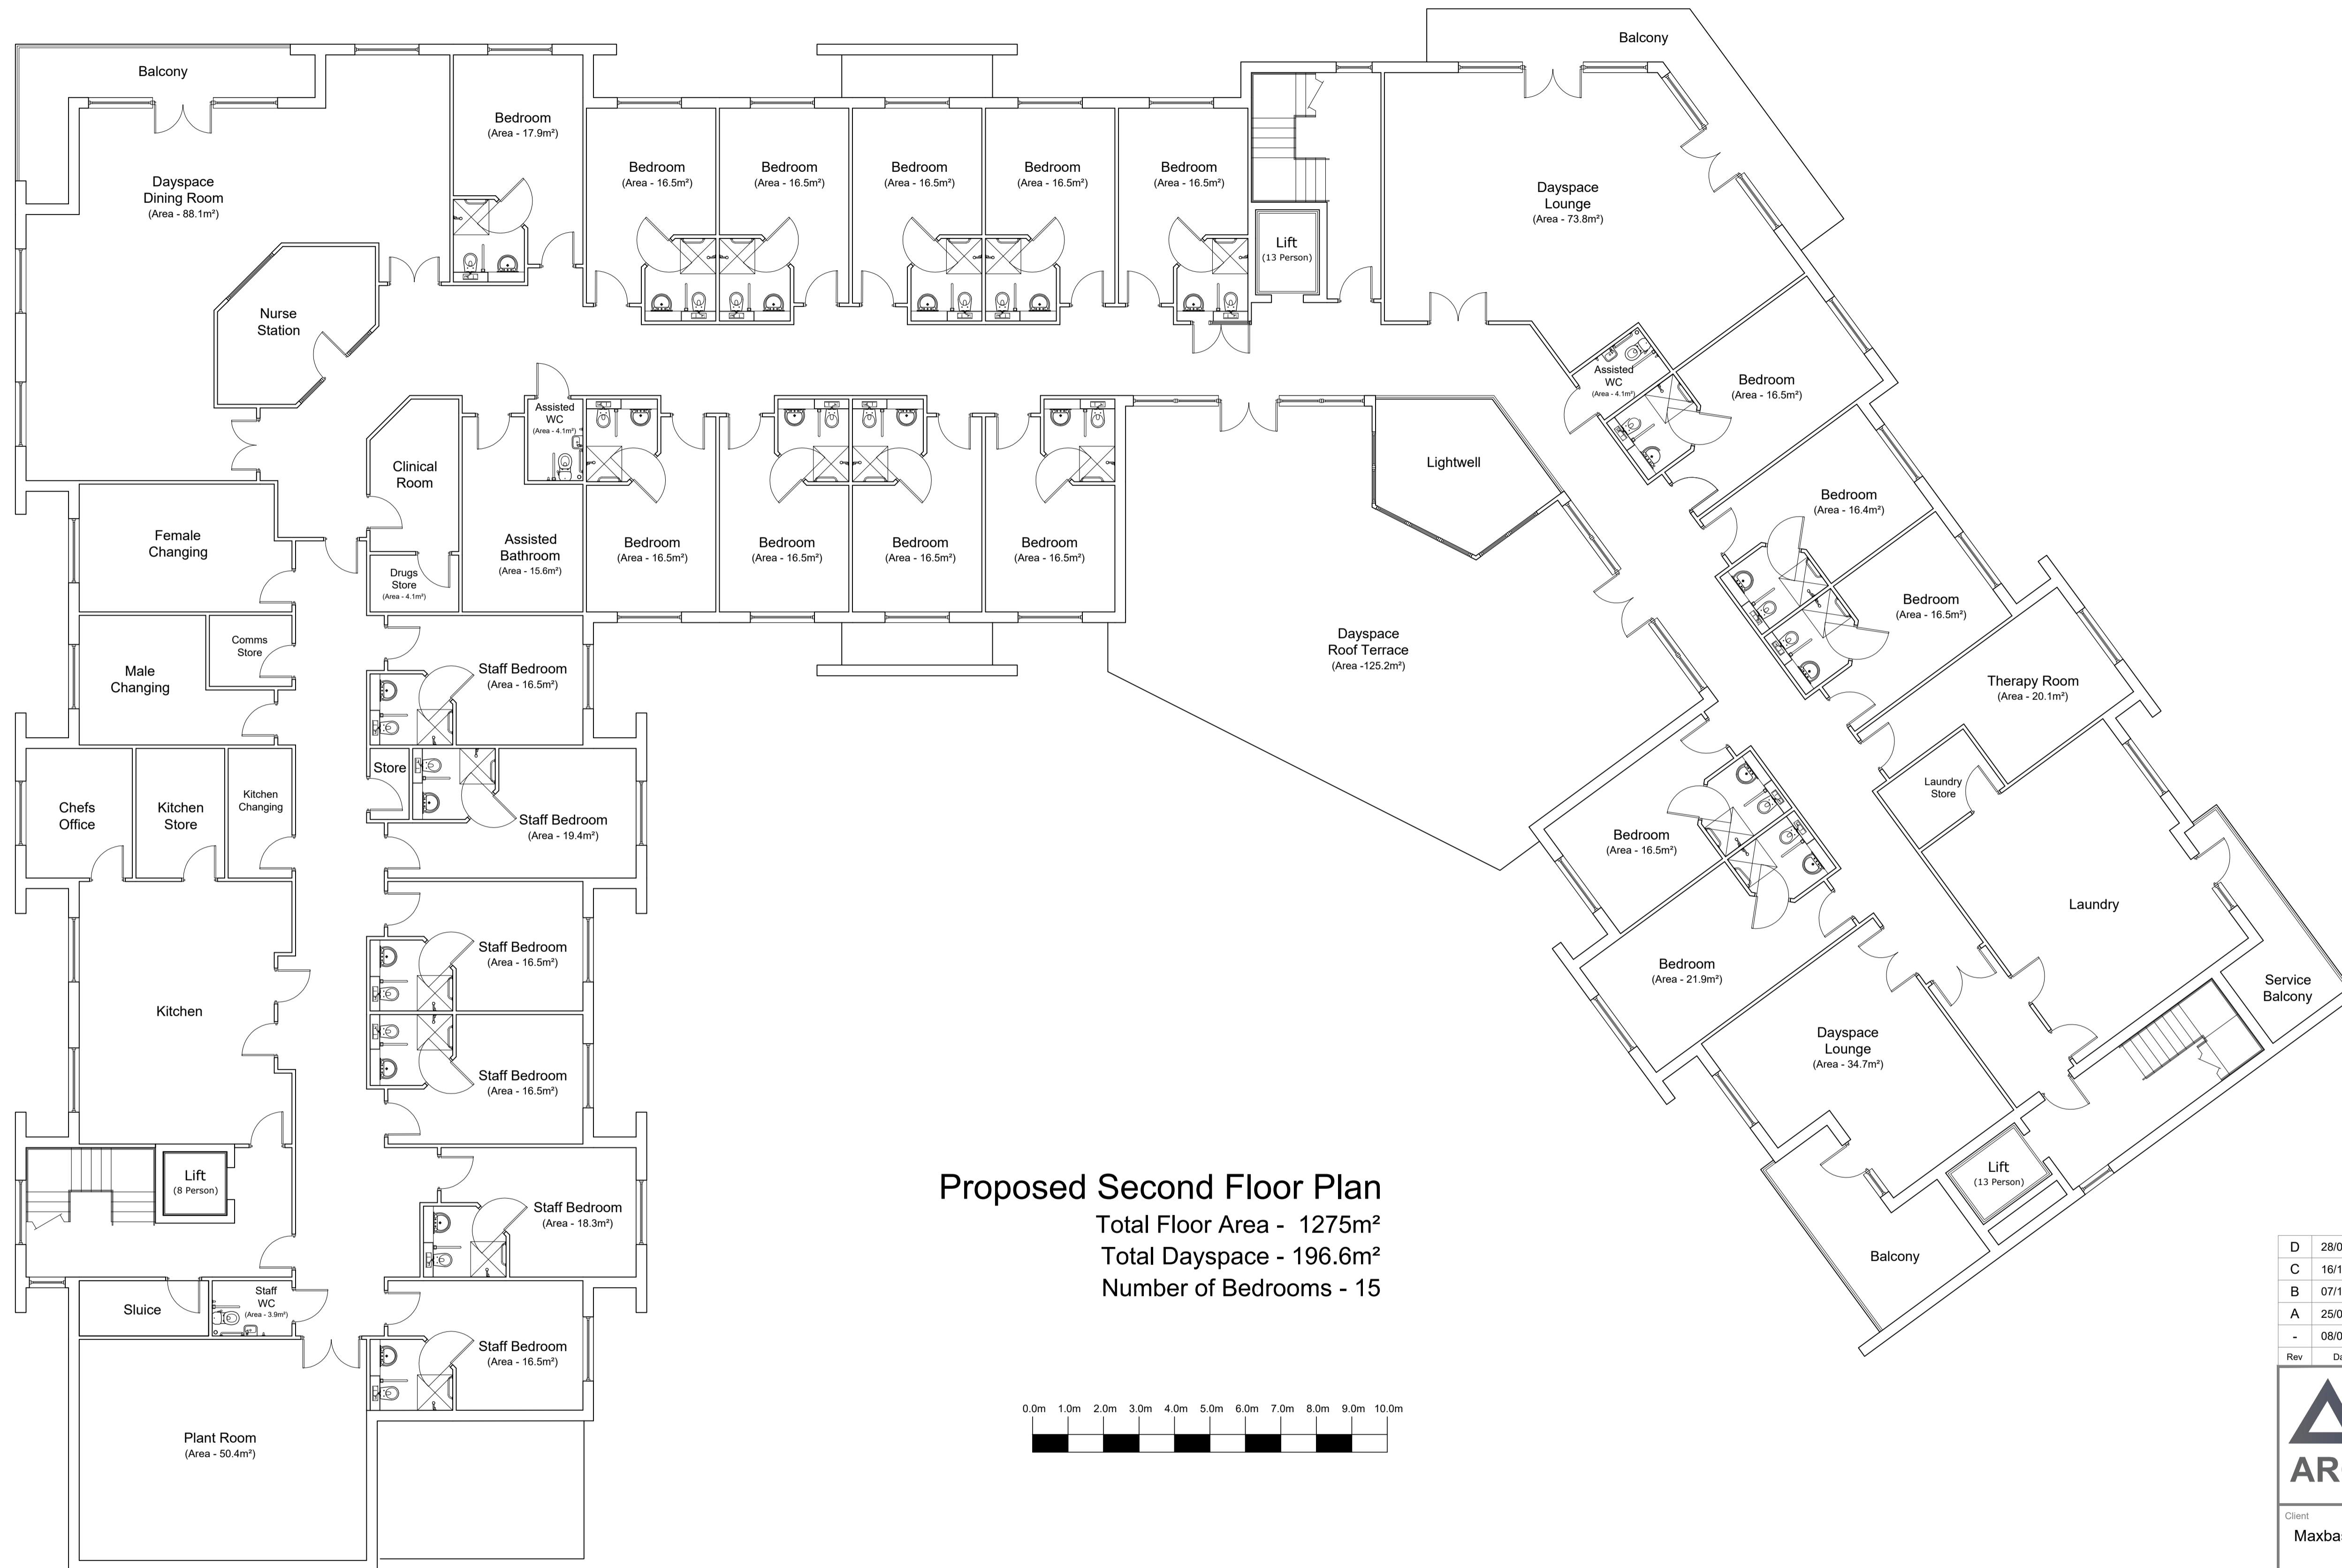 Balcony
Balcony
Bedroom
(Area - 17.9m²)
Bedroom
(Area - 16.5m²)
Bedroom
(Area - 16.5m²)
Bedroom
(Area - 16.5m²)
Bedroom
(Area - 16.5m²)
Bedroom
(Area - 16.5m²)
Dayspace
Dining Room
(Area - 88.1m²)
Dayspace
Lounge
(Area - 73.8m²)
Lift
(13 Person)
Nurse
Station
Assisted
WC
(Area - 4.1m²)
Bedroom
(Area - 16.5m²)
Assisted
WC
(Area - 4.1m²)
Clinical
Room
Lightwell
Bedroom
(Area - 16.4m²)
Female
Changing
Assisted
Bathroom
(Area - 15.6m²)
Bedroom
(Area - 16.5m²)
Bedroom
(Area - 16.5m²)
Bedroom
(Area - 16.5m²)
Bedroom
(Area - 16.5m²)
Drugs
Store
(Area - 4.1m²)
Bedroom
(Area - 16.5m²)
Comms
Store
Male
Changing
Staff Bedroom
(Area - 16.5m²)
Dayspace
Roof Terrace
(Area -125.2m²)
Therapy Room
(Area - 20.1m²)
Store
Chefs
Office
Kitchen
Store
Kitchen
Changing
Staff Bedroom
(Area - 19.4m²)
Laundry
Store
Bedroom
(Area - 16.5m²)
Laundry
Staff Bedroom
(Area - 16.5m²)
Bedroom
(Area - 21.9m²)
Service
Balcony
Kitchen
Dayspace
Lounge
(Area - 34.7m²)
Staff Bedroom
(Area - 16.5m²)
Lift
(8 Person)
Lift
(13 Person)
Staff Bedroom
(Area - 18.3m²)
Balcony
Sluice
Staff
WC
(Area - 3.9m²)
Staff Bedroom
(Area - 16.5m²)
Plant Room
(Area - 50.4m²)
Proposed Second Floor Plan
Total Floor Area - 1275m²
Total Dayspace - 196.6m²
Number of Bedrooms - 15
0.0m 1.0m 2.0m 3.0m 4.0m 5.0m 6.0m 7.0m 8.0m 9.0m 10.0m
D 28/0
C 16/1
B 07/1
A 25/0
- 08/0
Rev
AR
Client